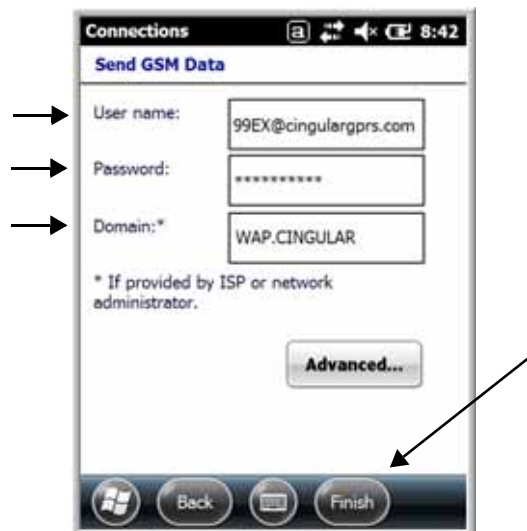 Connections a 8:42
Send GSM Data
User name:
99EX@cingulargprs.com
Password:
**********
Domain:*
WAP.CINGULAR
* If provided by ISP or network
administrator.
Advanced...
Back Finish